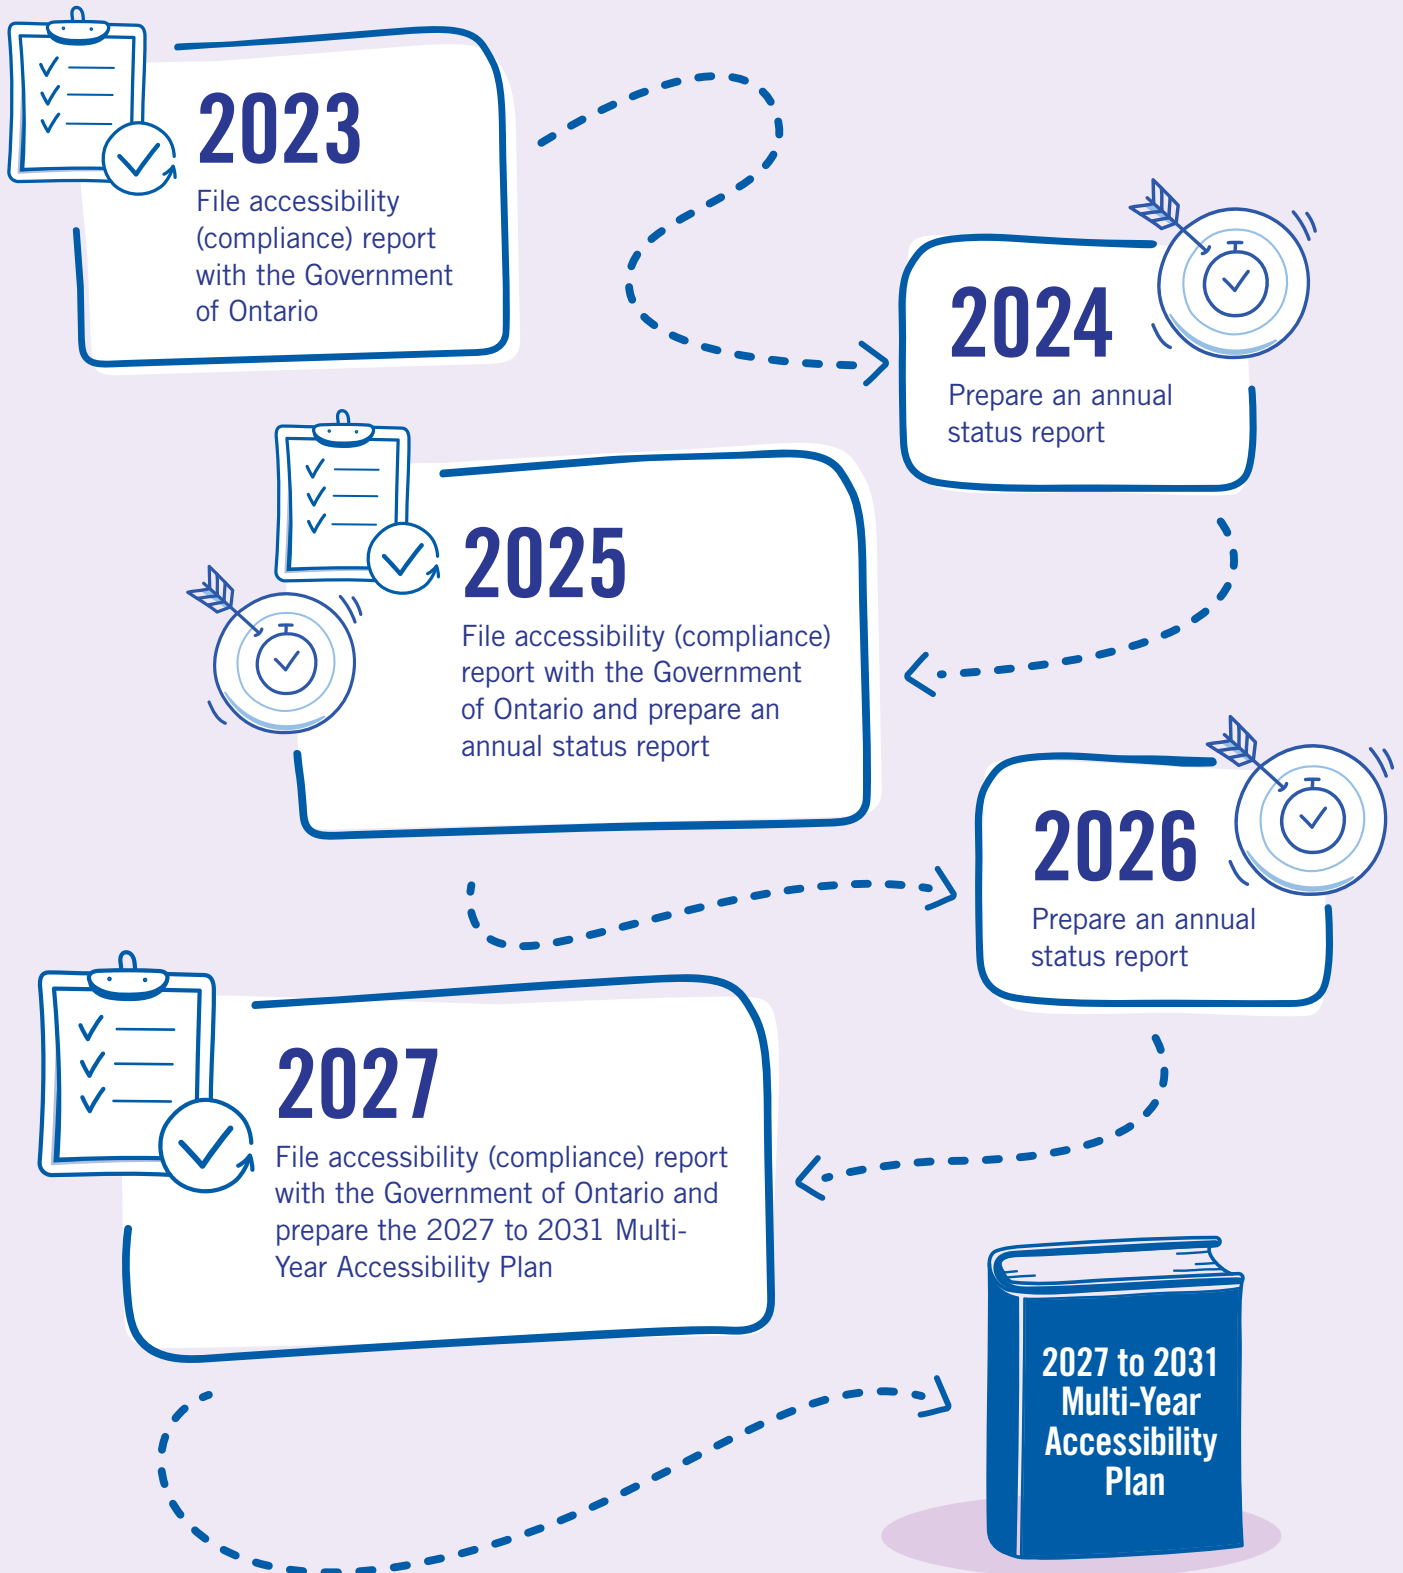 2023
File accessibility
(compliance) report
with the Government
of Ontario
2024
Prepare an annual
status report
2025
File accessibility (compliance)
report with the Government
of Ontario and prepare an
annual status report
2026
Prepare an annual
status report
2027
File accessibility (compliance) report
with the Government of Ontario and
prepare the 2027 to 2031 Multi-
Year Accessibility Plan
2027 to 2031
Multi-Year
Accessibility
Plan